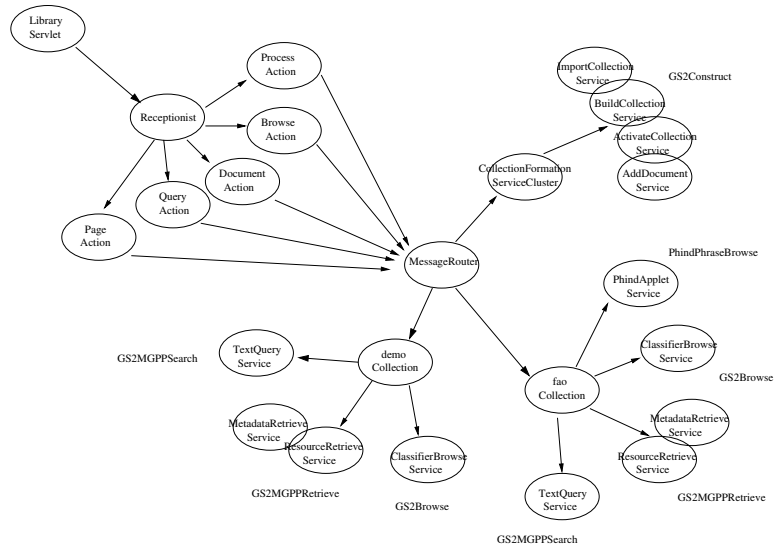 Library
Servlet
Process
Action
ImportCollection
Service
GS2Construct
BuildCollection
Service
Receptionist
Browse
Action
ActivateCollection
Service
Document
Action
CollectionFormation
ServiceCluster
AddDocument
Service
Query
Action
Page
Action
MessageRouter
PhindPhraseBrowse
PhindApplet
Service
TextQuery
Service
GS2MGPPSearch
demo
Collection
ClassifierBrowse
Service
GS2Browse
fao
Collection
MetadataRetrieve
Service
ResourceRetrieve
Service
GS2MGPPRetrieve
ClassifierBrowse
Service
GS2Browse
MetadataRetrieve
Service
ResourceRetrieve
Service
GS2MGPPRetrieve
TextQuery
Service
GS2MGPPSearch